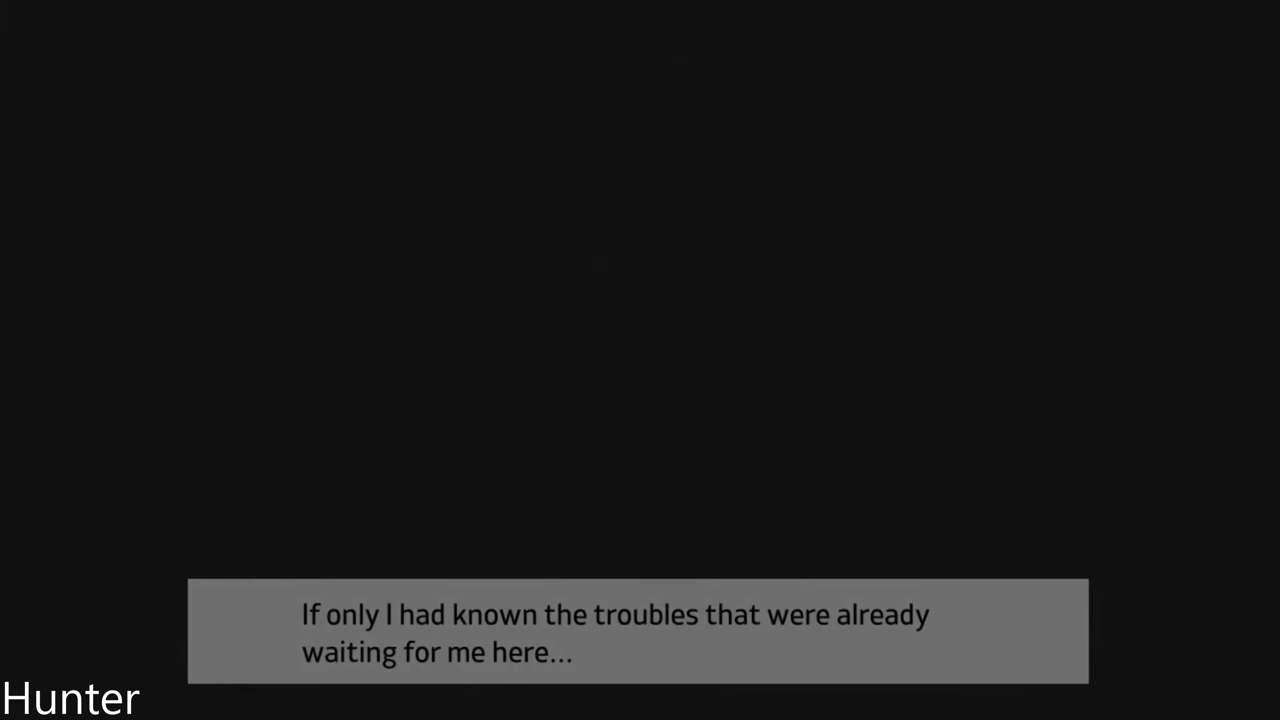 If only I had known the troubles that were already
waiting for me here...
Hunter